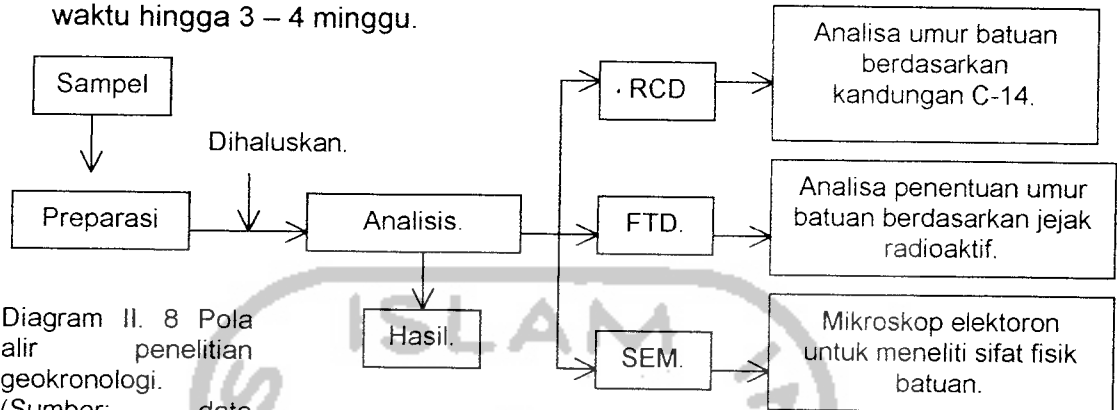 waktu hingga 3 – 4 minggu.
Sampel
Dihaluskan.
Preparasi
Analisis.
Hasil.
RCD
Analisa umur batuan
berdasarkan
kandungan C-14.
FTD.
Analisa penentuan umur
batuan berdasarkan jejak
radioaktif.
SEM.
Mikroskop elektoron
untuk meneliti sifat fisik
batuan.
Diagram II. 8 Pola
alir penelitian
geokronologi.
(Sumber: data
ISLAM